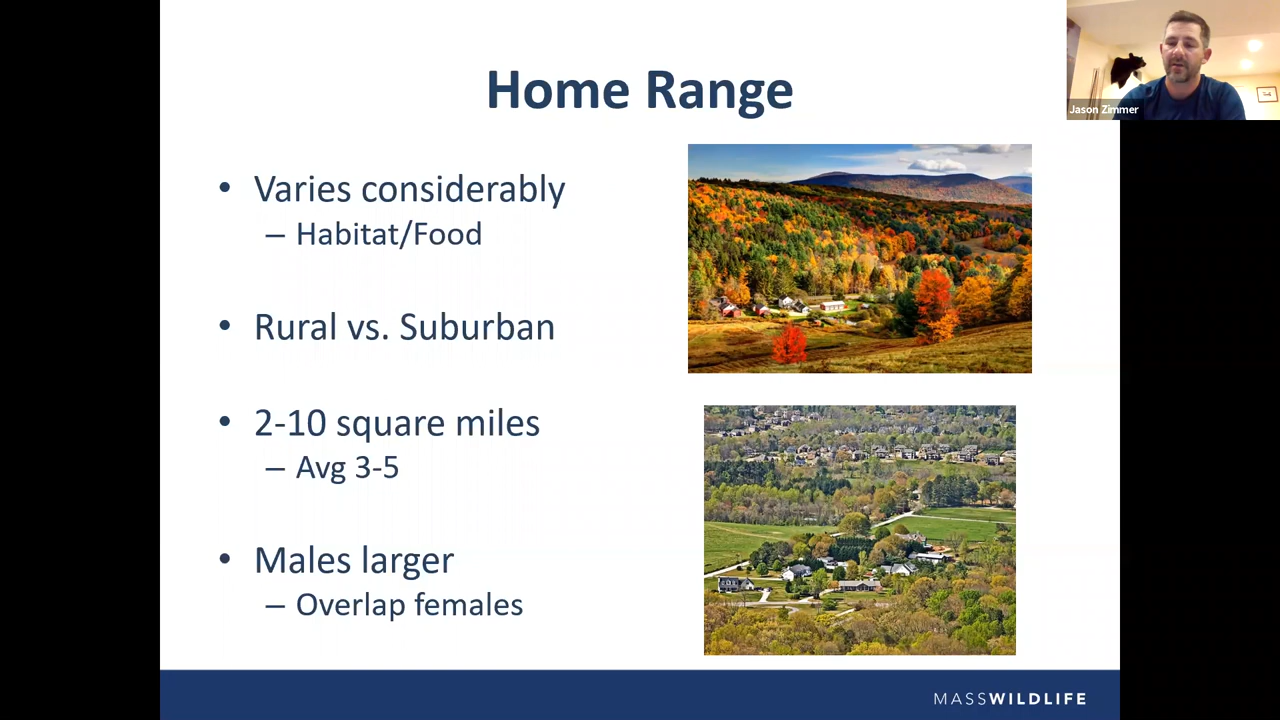 Home Range
• Varies considerably
– Habitat/Food
• Rural vs. Suburban
• 2-10 square miles
– Avg 3-5
• Males larger
– Overlap females
Jason Zimmer
MASSWILDLIFE